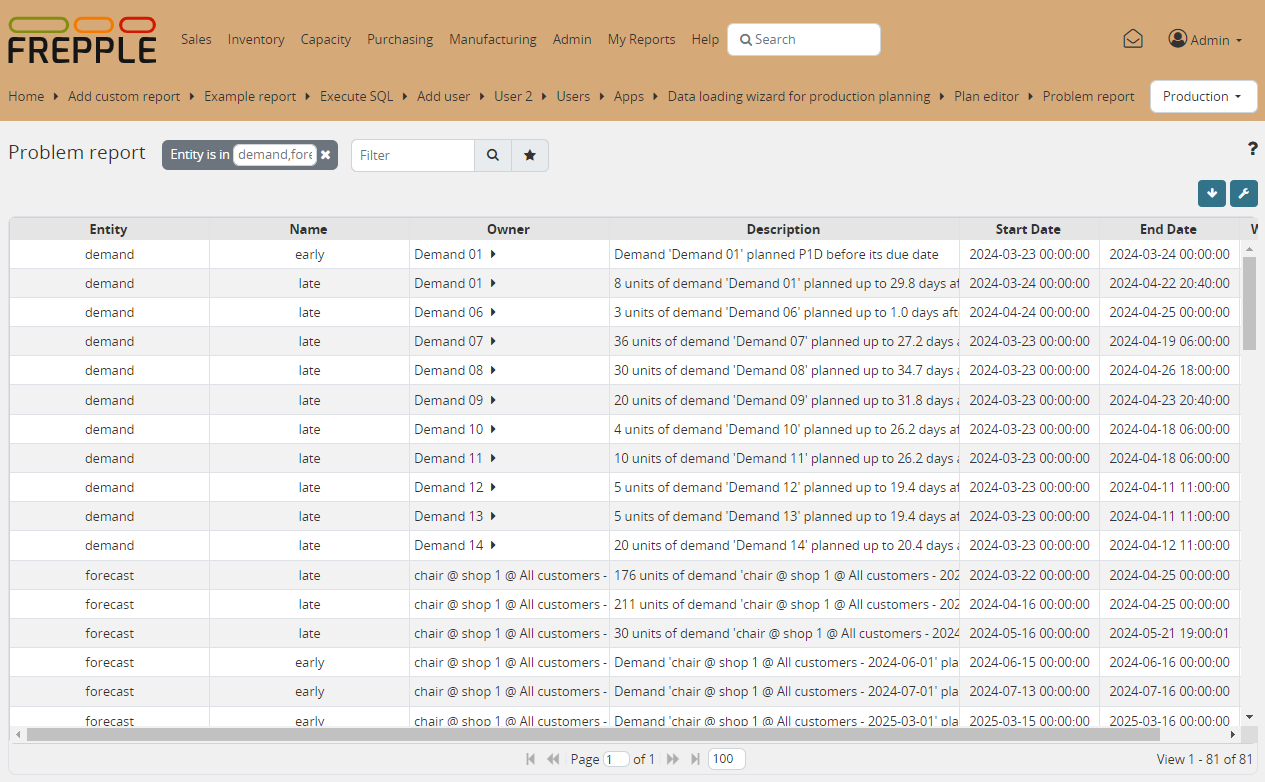 FREPPLE Sales Inventory Capacity Purchasing Manufacturing Admin My Reports Help Search Admin
Home Add custom report Example report Execute SQL Add user User 2 Users Apps Data loading wizard for production planning Plan editor Problem report Production
Problem report Entity is in demand,fore Filter ?
Entity Name Owner Description Start Date End Date W
demand early Demand 01 Demand 'Demand 01' planned P1D before its due date 2024-03-23 00:00:00 2024-03-24 00:00:00
demand late Demand 01 8 units of demand 'Demand 01' planned up to 29.8 days af 2024-03-24 00:00:00 2024-04-22 20:40:00
demand late Demand 06 3 units of demand 'Demand 06' planned up to 1.0 days afte 2024-04-24 00:00:00 2024-04-25 00:00:00
demand late Demand 07 36 units of demand 'Demand 07' planned up to 27.2 days a 2024-03-23 00:00:00 2024-04-19 06:00:00
demand late Demand 08 30 units of demand 'Demand 08' planned up to 34.7 days a 2024-03-23 00:00:00 2024-04-26 18:00:00
demand late Demand 09 20 units of demand 'Demand 09' planned up to 31.8 days a 2024-03-23 00:00:00 2024-04-23 20:40:00
demand late Demand 10 4 units of demand 'Demand 10' planned up to 26.2 days af 2024-03-23 00:00:00 2024-04-18 06:00:00
demand late Demand 11 10 units of demand 'Demand 11' planned up to 26.2 days a 2024-03-23 00:00:00 2024-04-18 06:00:00
demand late Demand 12 5 units of demand 'Demand 12' planned up to 19.4 days af 2024-03-23 00:00:00 2024-04-11 11:00:00
demand late Demand 13 5 units of demand 'Demand 13' planned up to 19.4 days af 2024-03-23 00:00:00 2024-04-11 11:00:00
demand late Demand 14 20 units of demand 'Demand 14' planned up to 20.4 days a 2024-03-23 00:00:00 2024-04-12 11:00:00
forecast late chair @ shop 1 @ All customers - 176 units of demand 'chair @ shop 1 @ All customers - 202 2024-03-22 00:00:00 2024-04-25 00:00:00
forecast late chair @ shop 1 @ All customers - 211 units of demand 'chair @ shop 1 @ All customers - 202 2024-04-16 00:00:00 2024-04-25 00:00:00
forecast late chair @ shop 1 @ All customers - 30 units of demand 'chair @ shop 1 @ All customers - 2024 2024-05-16 00:00:00 2024-05-21 19:00:01
forecast early chair @ shop 1 @ All customers - Demand 'chair @ shop 1 @ All customers - 2024-06-01' pla 2024-06-15 00:00:00 2024-06-16 00:00:00
forecast early chair @ shop 1 @ All customers - Demand 'chair @ shop 1 @ All customers - 2024-07-01' pla 2024-07-13 00:00:00 2024-07-16 00:00:00
forecast early chair @ shop 1 @ All customers - Demand 'chair @ shop 1 @ All customers - 2025-03-01' pla 2025-03-15 00:00:00 2025-03-16 00:00:00
Page 1 of 1 100 View 1 - 81 of 81